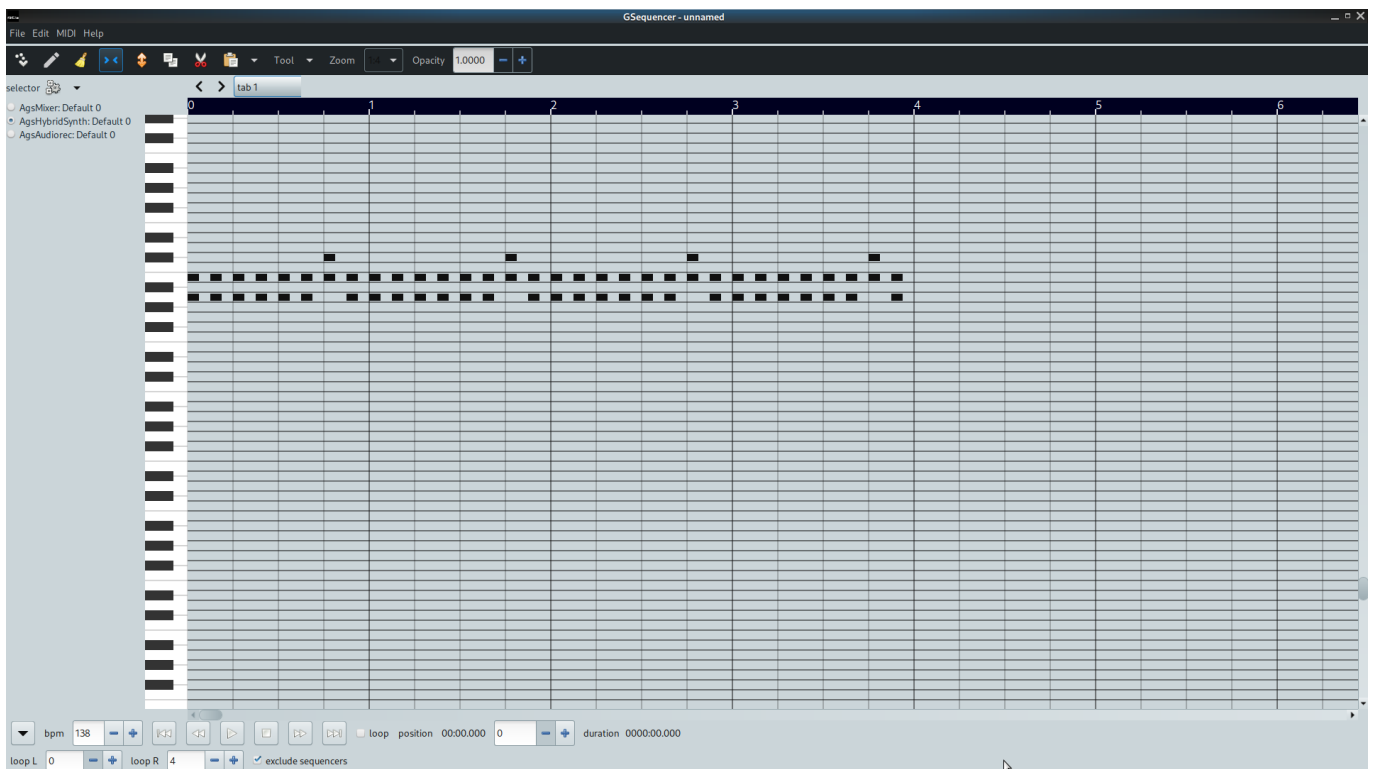 GSequencer - unnamed
File Edit MIDI Help
Tool Zoom Opacity 1.0000
selector
tab 1
AgsMixer: Default 0
AgsHybridSynth: Default 0
AgsAudiorec: Default 0
0 1 2 3 4 5 6
bpm 138 loop position 00:00.000 0 duration 0000:00.000
loop L 0 loop R 4 exclude sequencers